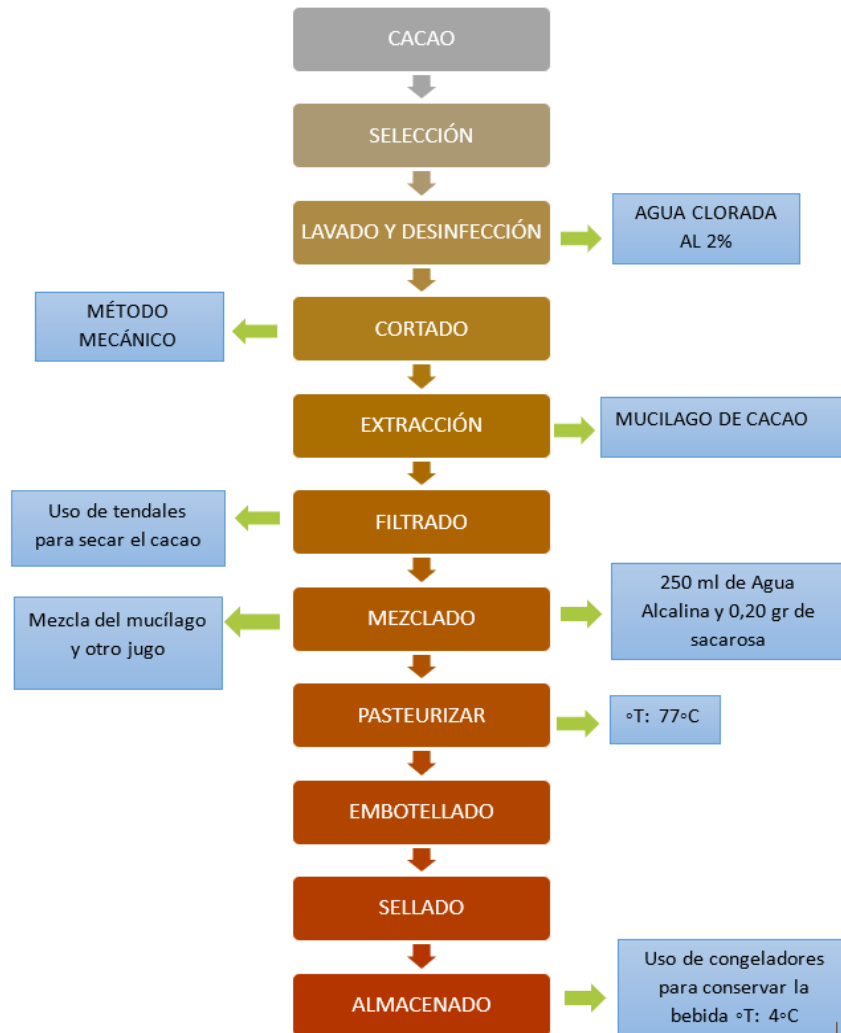 CACAO
SELECCIÓN
LAVADO Y DESINFECCIÓN
AGUA CLORADA
AL 2%
MÉTODO
MECÁNICO
CORTADO
EXTRACCIÓN
MUCILAGO DE CACAO
Uso de tendales
para secar el cacao
FILTRADO
Mezcla del mucílago
y otro jugo
MEZCLADO
250 ml de Agua
Alcalina y 0,20 gr de
sacarosa
PASTEURIZAR
∘T: 77∘C
EMBOTELLADO
SELLADO
ALMACENADO
Uso de congeladores
para conservar la
bebida ∘T: 4∘C